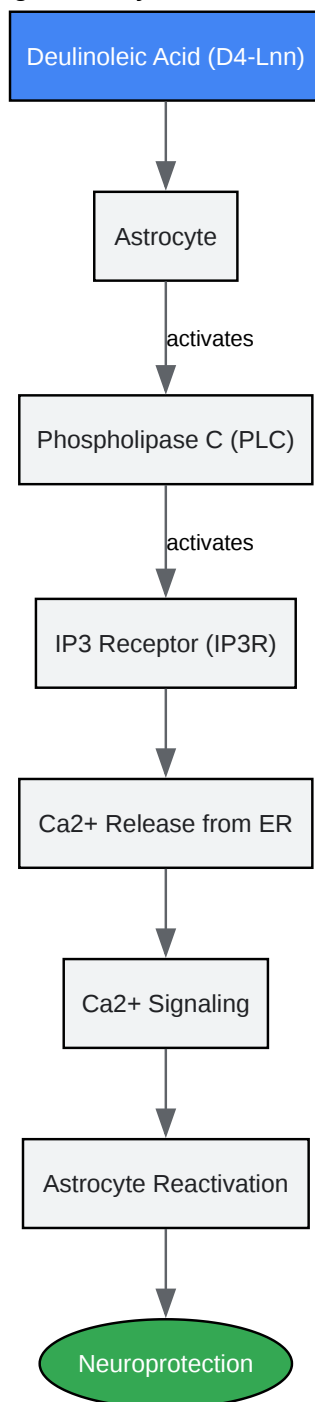 Deulinoleic Acid (D4-Lnn)
Astrocyte
activates
Phospholipase C (PLC)
activates
IP3 Receptor (IP3R)
Ca2+ Release from ER
Ca2+ Signaling
Astrocyte Reactivation
Neuroprotection